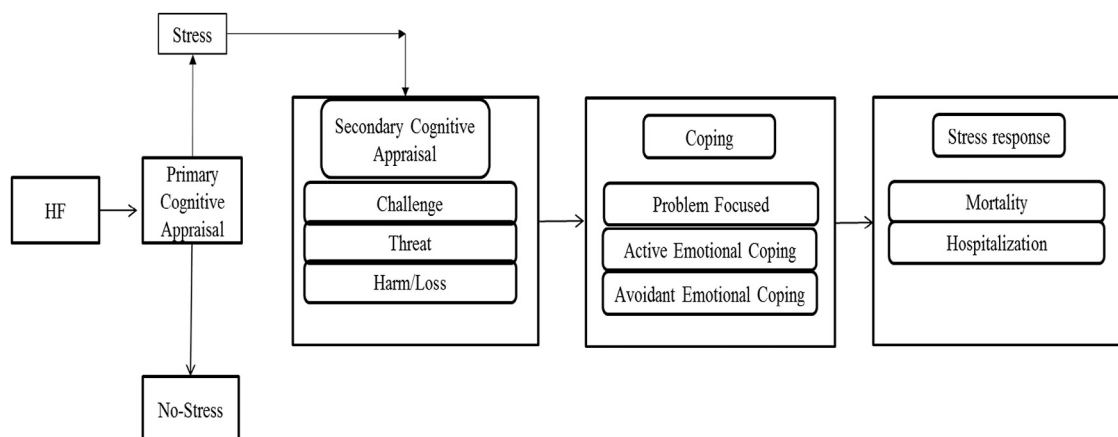 Stress
Secondary Cognitive
Appraisal
Challenge
Threat
Harm/Loss
Coping
Problem Focused
Active Emotional Coping
Avoidant Emotional Coping
Stress response
Mortality
Hospitalization
HF
Primary
Cognitive
Appraisal
No-Stress